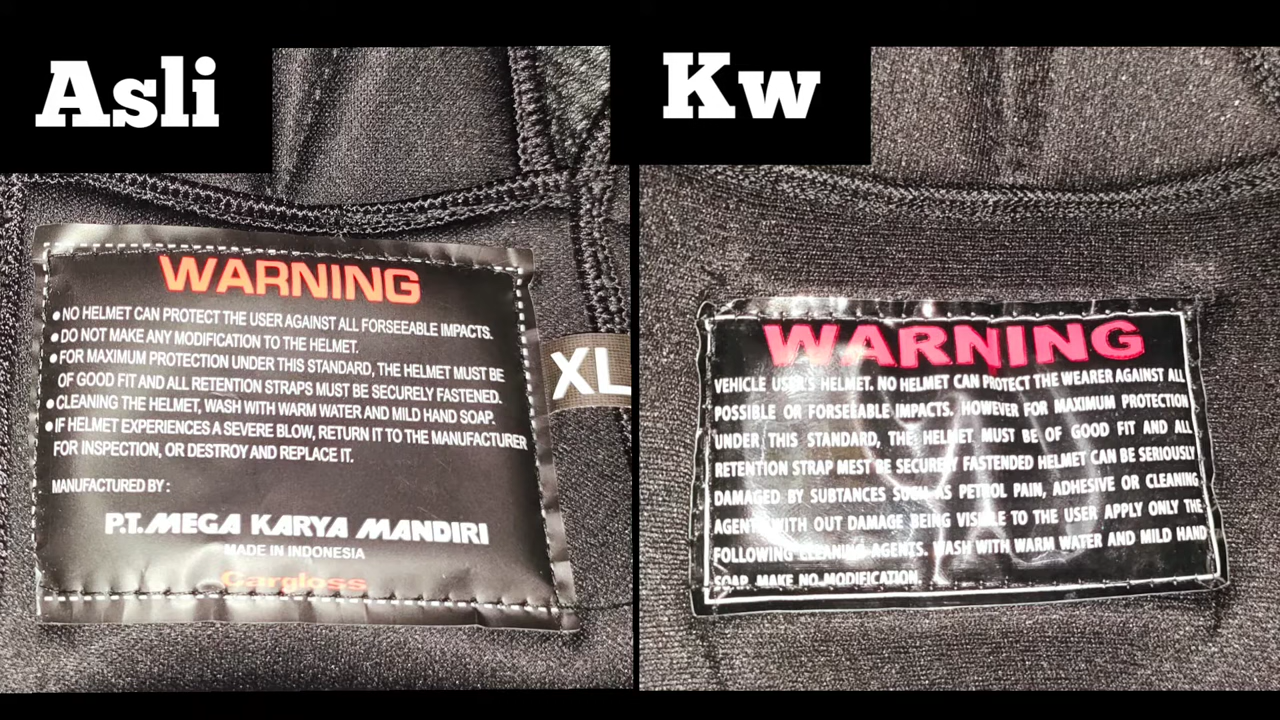 Asli
WARNING
●NO HELMET CAN PROTECT THE USER AGAINST ALL FORSEEABLE IMPACTS.
●DO NOT MAKE ANY MODIFICATION TO THE HELMET.
●FOR MAXIMUM PROTECTION UNDER THIS STANDARD, THE HELMET MUST BE
OF GOOD FIT AND ALL RETENTION STRAPS MUST BE SECURELY FASTENED.
●CLEANING THE HELMET, WASH WITH WARM WATER AND MILD HAND SOAP.
●IF HELMET EXPERIENCES A SEVERE BLOW, RETURN IT TO THE MANUFACTURER
FOR INSPECTION, OR DESTROY AND REPLACE IT.
MANUFACTURED BY :
P.T. MEGA KARYA MANDIRI
MADE IN INDONESIA
Cargloss
XL
Kw
WARNING
VEHICLE USER'S HELMET. NO HELMET CAN PROTECT THE WEARER AGAINST ALL
POSSIBLE OR FORSEEABLE IMPACTS. HOWEVER FOR MAXIMUM PROTECTION
UNDER THIS STANDARD, THE HELMET MUST BE OF GOOD FIT AND ALL
RETENTION STRAP MEST BE SECURELY FASTENDED HELMET CAN BE SERIOUSLY
DAMAGED BY SUBTANCES SUCH AS PETROL PAIN, ADHESIVE OR CLEANING
AGENT WITH OUT DAMAGE BEING VISIBLE TO THE USER APPLY ONLY THE
FOLLOWING CLEANING AGENTS. WASH WITH WARM WATER AND MILD HAND
SOAP. MAKE NO MODIFICATION.